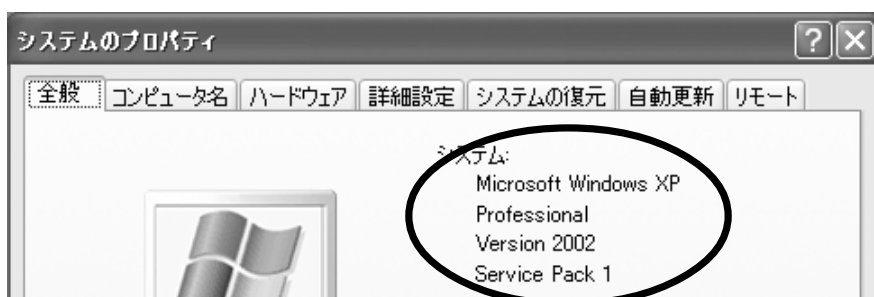 システムのプロパティ
全般 コンピュータ名 ハードウェア 詳細設定 システムの復元 自動更新 リモート
システム:
Microsoft Windows XP
Professional
Version 2002
Service Pack 1